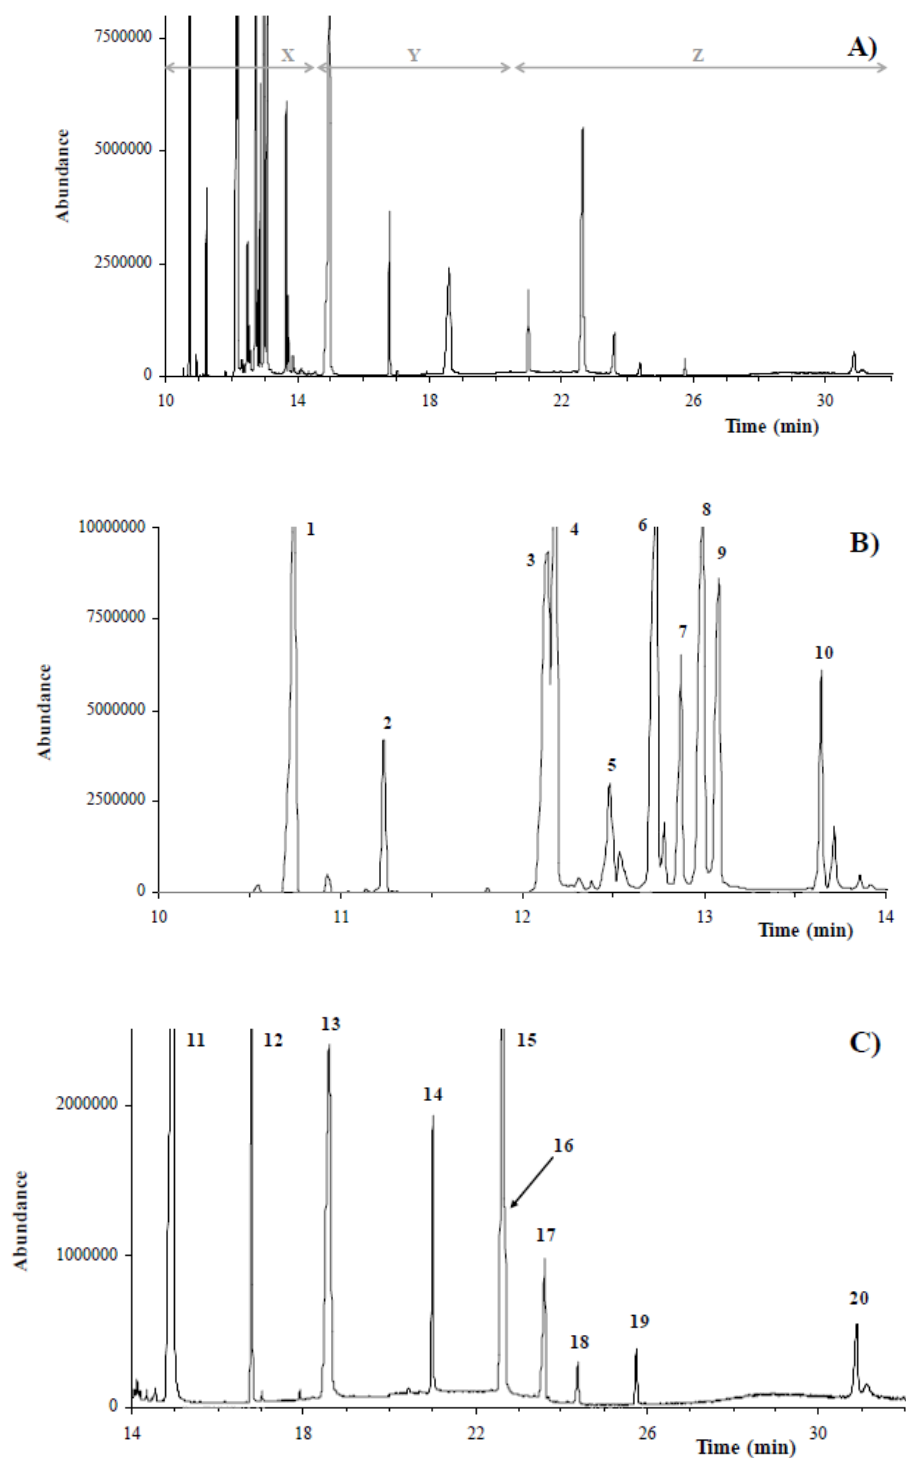 A)
7500000
X Y Z
5000000
Abundance
2500000
0
10 14 18 22 26 30
Time (min)
B)
10000000
1 2 3 4 5 6 7 8 9 10
7500000
5000000
Abundance
2500000
0
10 11 12 13 14
Time (min)
C)
11 12 13 14 15 16 17 18 19 20
2000000
Abundance
1000000
0
14 18 22 26 30
Time (min)